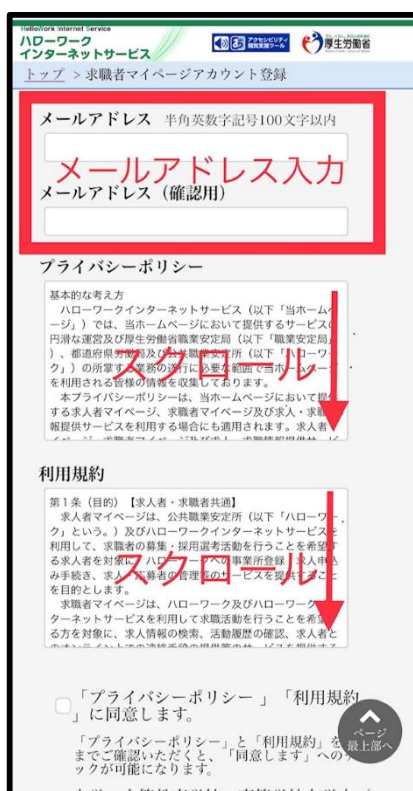 HelloWork Internet Service
ハローワーク
インターネットサービス
アクセシビリティ
閲覧支援ツール
厚生労働省
トップ > 求職者マイページアカウント登録
メールアドレス 半角英数字記号100文字以内
メールアドレス入力
メールアドレス（確認用）
プライバシーポリシー
基本的な考え方
ハローワークインターネットサービス（以下「当ホームペ
ージ」）では、当ホームページにおいて提供するサービスの
円滑な運営及び厚生労働省職業安定局（以下「職業安定局」
）、都道府県労働局及び公共職業安定所（以下「ハローワー
ク」）の所掌する業務の遂行に必要な範囲で当ホームページ
を利用される皆様の情報を収集しております。
本プライバシーポリシーは、当ホームページにおいて提供
する求人者マイページ、求職者マイページ及び求人・求職情
報提供サービスを利用する場合にも適用されます。求人者マ
スクロール
利用規約
第1条（目的）【求人者・求職者共通】
求人者マイページは、公共職業安定所（以下「ハローワー
ク」という。）及びハローワークインターネットサービスを
利用して、求職者の募集・採用選考活動を行うことを希望す
る求人者を対象に、ハローワークへの事業所登録、求人申込
み手続き、求人、応募者の管理等のサービスを提供すること
を目的とします。
求職者マイページは、ハローワーク及びハローワークイン
ターネットサービスを利用して求職活動を行うことを希望す
る方を対象に、求人情報の検索、活動履歴の確認、求人者と
スクロール
「プライバシーポリシー 」「利用規約
」に同意します。
「プライバシーポリシー」と「利用規約」を
までご確認いただくと、「同意します」へのチ
ックが可能になります。
ページ
最上部へ